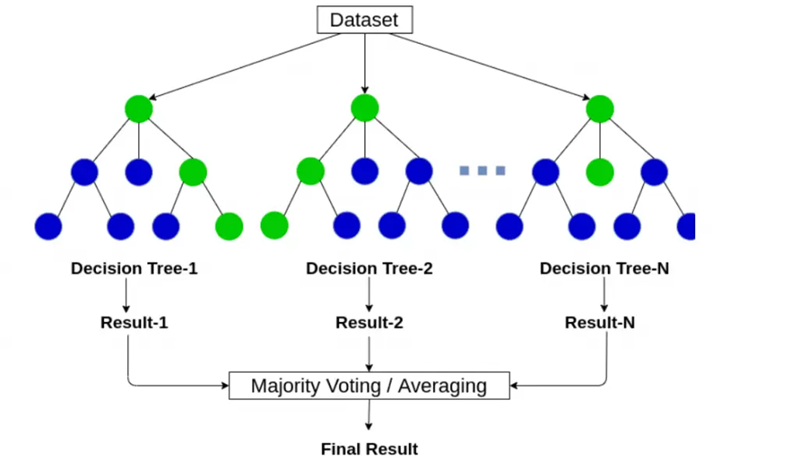 Dataset
Decision Tree-1
Decision Tree-2
Decision Tree-N
Result-1
Result-2
Result-N
Majority Voting / Averaging
Final Result